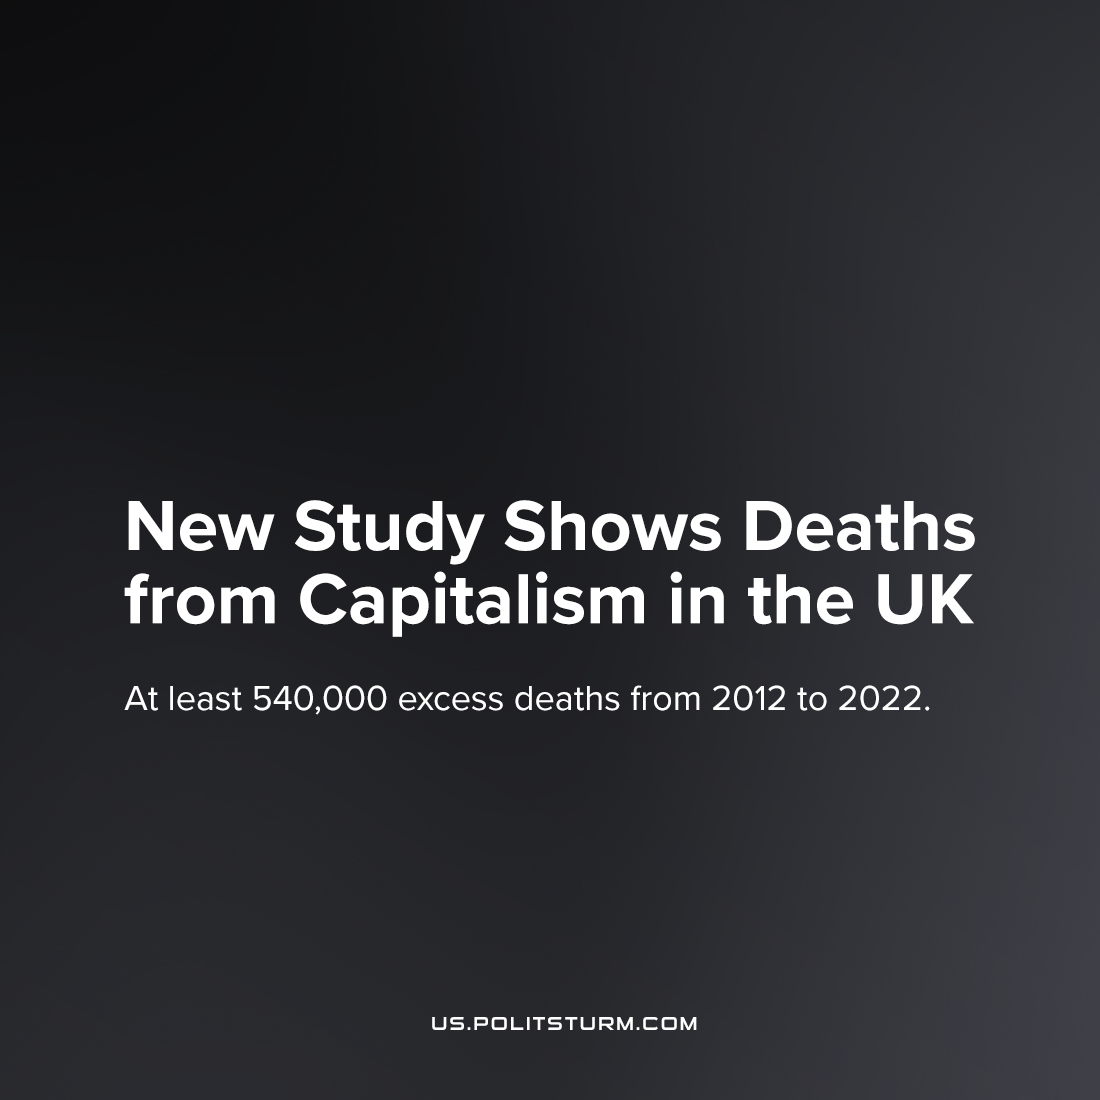 New Study Shows Deaths
from Capitalism in the UK
At least 540,000 excess deaths from 2012 to 2022.
US.POLITSTURM.COM